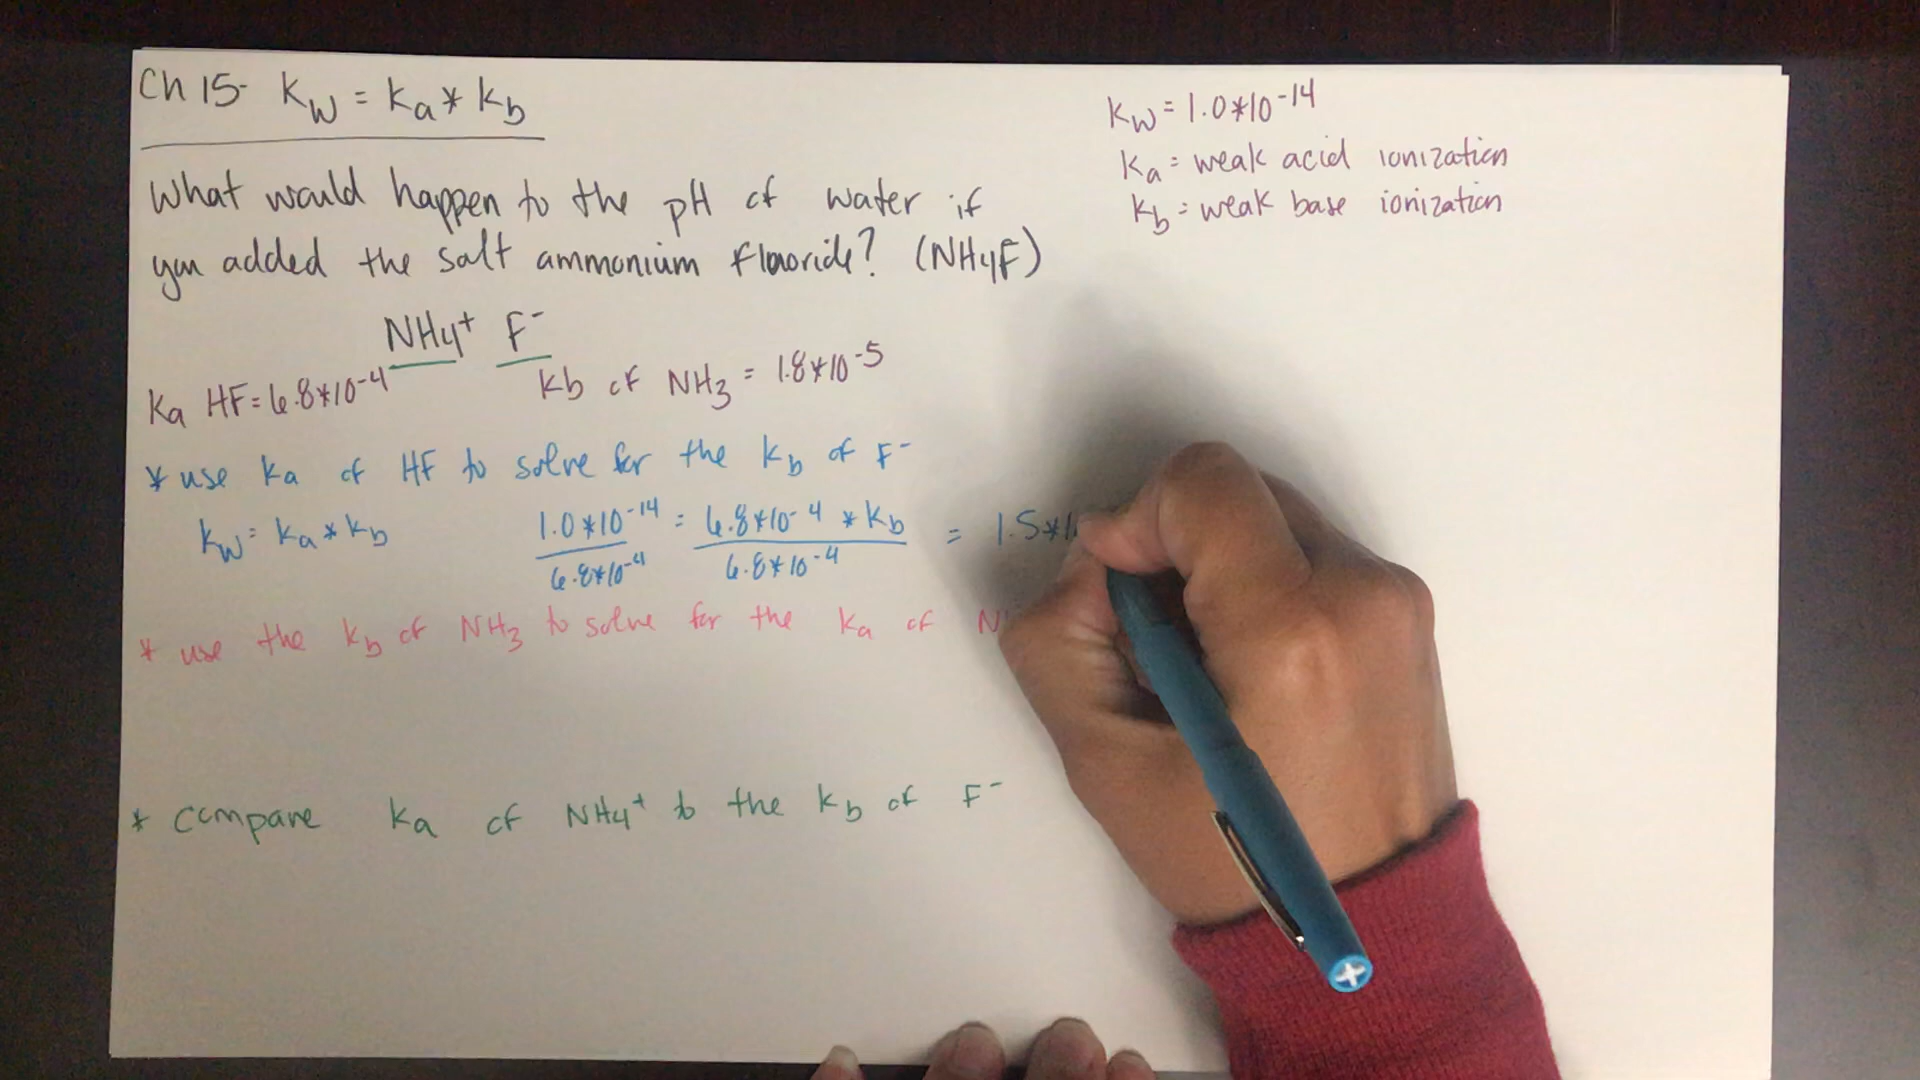 Ch 15- Kw = Ka * Kb
Kw = 1.0*10-14
Ka = weak acid ionization
Kb = weak base ionization
What would happen to the pH of water if
you added the salt ammonium fluoride? (NH4F)
NH4+ F-
Ka HF = 6.8*10-4
Kb of NH3 = 1.8*10-5
* use Ka of HF to solve for the Kb of F-
Kw = Ka * Kb
1.0*10-14 = 6.8*10-4 * Kb = 1.5*1
6.8*10-4 6.8*10-4
* use the Kb of NH3 to solve for the Ka of N
* Compare Ka of NH4+ to the Kb of F-